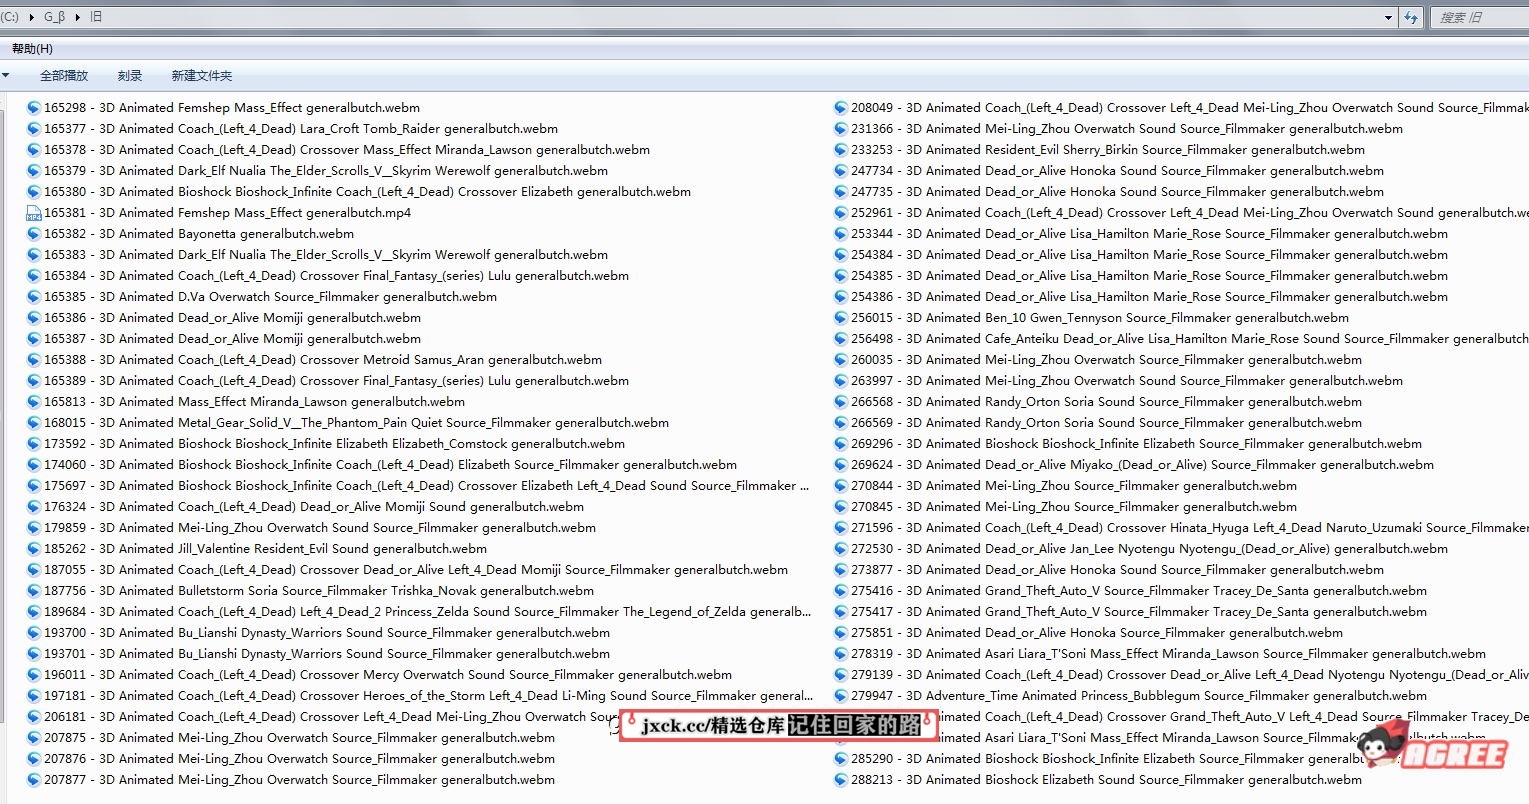 (C:) ▸ G_β ▸ 旧
搜索 旧
帮助(H)
全部播放 刻录 新建文件夹
165298 - 3D Animated Femshep Mass_Effect generalbutch.webm
165377 - 3D Animated Coach_(Left_4_Dead) Lara_Croft Tomb_Raider generalbutch.webm
165378 - 3D Animated Coach_(Left_4_Dead) Crossover Mass_Effect Miranda_Lawson generalbutch.webm
165379 - 3D Animated Dark_Elf Nualia The_Elder_Scrolls_V__Skyrim Werewolf generalbutch.webm
165380 - 3D Animated Bioshock Bioshock_Infinite Coach_(Left_4_Dead) Crossover Elizabeth generalbutch.webm
165381 - 3D Animated Femshep Mass_Effect generalbutch.mp4
165382 - 3D Animated Bayonetta generalbutch.webm
165383 - 3D Animated Dark_Elf Nualia The_Elder_Scrolls_V__Skyrim Werewolf generalbutch.webm
165384 - 3D Animated Coach_(Left_4_Dead) Crossover Final_Fantasy_(series) Lulu generalbutch.webm
165385 - 3D Animated D.Va Overwatch Source_Filmmaker generalbutch.webm
165386 - 3D Animated Dead_or_Alive Momiji generalbutch.webm
165387 - 3D Animated Dead_or_Alive Momiji generalbutch.webm
165388 - 3D Animated Coach_(Left_4_Dead) Crossover Metroid Samus_Aran generalbutch.webm
165389 - 3D Animated Coach_(Left_4_Dead) Crossover Final_Fantasy_(series) Lulu generalbutch.webm
165813 - 3D Animated Mass_Effect Miranda_Lawson generalbutch.webm
168015 - 3D Animated Metal_Gear_Solid_V__The_Phantom_Pain Quiet Source_Filmmaker generalbutch.webm
173592 - 3D Animated Bioshock Bioshock_Infinite Elizabeth Elizabeth_Comstock generalbutch.webm
174060 - 3D Animated Bioshock Bioshock_Infinite Coach_(Left_4_Dead) Elizabeth Source_Filmmaker generalbutch.webm
175697 - 3D Animated Bioshock Bioshock_Infinite Coach_(Left_4_Dead) Crossover Elizabeth Left_4_Dead Sound Source_Filmmaker ...
176324 - 3D Animated Coach_(Left_4_Dead) Dead_or_Alive Momiji Sound generalbutch.webm
179859 - 3D Animated Mei-Ling_Zhou Overwatch Sound Source_Filmmaker generalbutch.webm
185262 - 3D Animated Jill_Valentine Resident_Evil Sound generalbutch.webm
187055 - 3D Animated Coach_(Left_4_Dead) Crossover Dead_or_Alive Left_4_Dead Momiji Source_Filmmaker generalbutch.webm
187756 - 3D Animated Bulletstorm Soria Source_Filmmaker Trishka_Novak generalbutch.webm
189684 - 3D Animated Coach_(Left_4_Dead) Left_4_Dead_2 Princess_Zelda Sound Source_Filmmaker The_Legend_of_Zelda generalb...
193700 - 3D Animated Bu_Lianshi Dynasty_Warriors Sound Source_Filmmaker generalbutch.webm
193701 - 3D Animated Bu_Lianshi Dynasty_Warriors Sound Source_Filmmaker generalbutch.webm
196011 - 3D Animated Coach_(Left_4_Dead) Crossover Mercy Overwatch Sound Source_Filmmaker generalbutch.webm
197181 - 3D Animated Coach_(Left_4_Dead) Crossover Heroes_of_the_Storm Left_4_Dead Li-Ming Sound Source_Filmmaker general...
206181 - 3D Animated Coach_(Left_4_Dead) Crossover Left_4_Dead Mei-Ling_Zhou Overwatch Sou
207875 - 3D Animated Mei-Ling_Zhou Overwatch Source_Filmmaker generalbutch.webm
207876 - 3D Animated Mei-Ling_Zhou Overwatch Source_Filmmaker generalbutch.webm
207877 - 3D Animated Mei-Ling_Zhou Overwatch Source_Filmmaker generalbutch.webm
208049 - 3D Animated Coach_(Left_4_Dead) Crossover Left_4_Dead Mei-Ling_Zhou Overwatch Sound Source_Filmmak
231366 - 3D Animated Mei-Ling_Zhou Overwatch Sound Source_Filmmaker generalbutch.webm
233253 - 3D Animated Resident_Evil Sherry_Birkin Source_Filmmaker generalbutch.webm
247734 - 3D Animated Dead_or_Alive Honoka Sound Source_Filmmaker generalbutch.webm
247735 - 3D Animated Dead_or_Alive Honoka Sound Source_Filmmaker generalbutch.webm
252961 - 3D Animated Coach_(Left_4_Dead) Crossover Left_4_Dead Mei-Ling_Zhou Overwatch Sound generalbutch.we
253344 - 3D Animated Dead_or_Alive Lisa_Hamilton Marie_Rose Source_Filmmaker generalbutch.webm
254384 - 3D Animated Dead_or_Alive Lisa_Hamilton Marie_Rose Source_Filmmaker generalbutch.webm
254385 - 3D Animated Dead_or_Alive Lisa_Hamilton Marie_Rose Source_Filmmaker generalbutch.webm
254386 - 3D Animated Dead_or_Alive Lisa_Hamilton Marie_Rose Source_Filmmaker generalbutch.webm
256015 - 3D Animated Ben_10 Gwen_Tennyson Source_Filmmaker generalbutch.webm
256498 - 3D Animated Cafe_Anteiku Dead_or_Alive Lisa_Hamilton Marie_Rose Sound Source_Filmmaker generalbutch
260035 - 3D Animated Mei-Ling_Zhou Overwatch Source_Filmmaker generalbutch.webm
263997 - 3D Animated Mei-Ling_Zhou Overwatch Sound Source_Filmmaker generalbutch.webm
266568 - 3D Animated Randy_Orton Soria Sound Source_Filmmaker generalbutch.webm
266569 - 3D Animated Randy_Orton Soria Sound Source_Filmmaker generalbutch.webm
269296 - 3D Animated Bioshock Bioshock_Infinite Elizabeth Source_Filmmaker generalbutch.webm
269624 - 3D Animated Dead_or_Alive Miyako_(Dead_or_Alive) Source_Filmmaker generalbutch.webm
270844 - 3D Animated Mei-Ling_Zhou Source_Filmmaker generalbutch.webm
270845 - 3D Animated Mei-Ling_Zhou Source_Filmmaker generalbutch.webm
271596 - 3D Animated Coach_(Left_4_Dead) Crossover Hinata_Hyuga Left_4_Dead Naruto_Uzumaki Source_Filmmaker
272530 - 3D Animated Dead_or_Alive Jan_Lee Nyotengu Nyotengu_(Dead_or_Alive) generalbutch.webm
273877 - 3D Animated Dead_or_Alive Honoka Sound Source_Filmmaker generalbutch.webm
275416 - 3D Animated Grand_Theft_Auto_V Source_Filmmaker Tracey_De_Santa generalbutch.webm
275417 - 3D Animated Grand_Theft_Auto_V Source_Filmmaker Tracey_De_Santa generalbutch.webm
275851 - 3D Animated Dead_or_Alive Honoka Source_Filmmaker generalbutch.webm
278319 - 3D Animated Asari Liara_T'Soni Mass_Effect Miranda_Lawson Source_Filmmaker generalbutch.webm
279139 - 3D Animated Coach_(Left_4_Dead) Crossover Dead_or_Alive Left_4_Dead Nyotengu Nyotengu_(Dead_or_Aliv
279947 - 3D Adventure_Time Animated Princess_Bubblegum Source_Filmmaker generalbutch.webm
imated Coach_(Left_4_Dead) Crossover Grand_Theft_Auto_V Left_4_Dead Source_Filmmaker Tracey_De
imated Asari Liara_T'Soni Mass_Effect Miranda_Lawson Sound Source_Filmmak
285290 - 3D Animated Bioshock Bioshock_Infinite Elizabeth Source_Filmmaker gene
288213 - 3D Animated Bioshock Elizabeth Sound Source_Filmmaker generalbutch.webm
jxck.cc/精选仓库 记住回家的路
AGREE